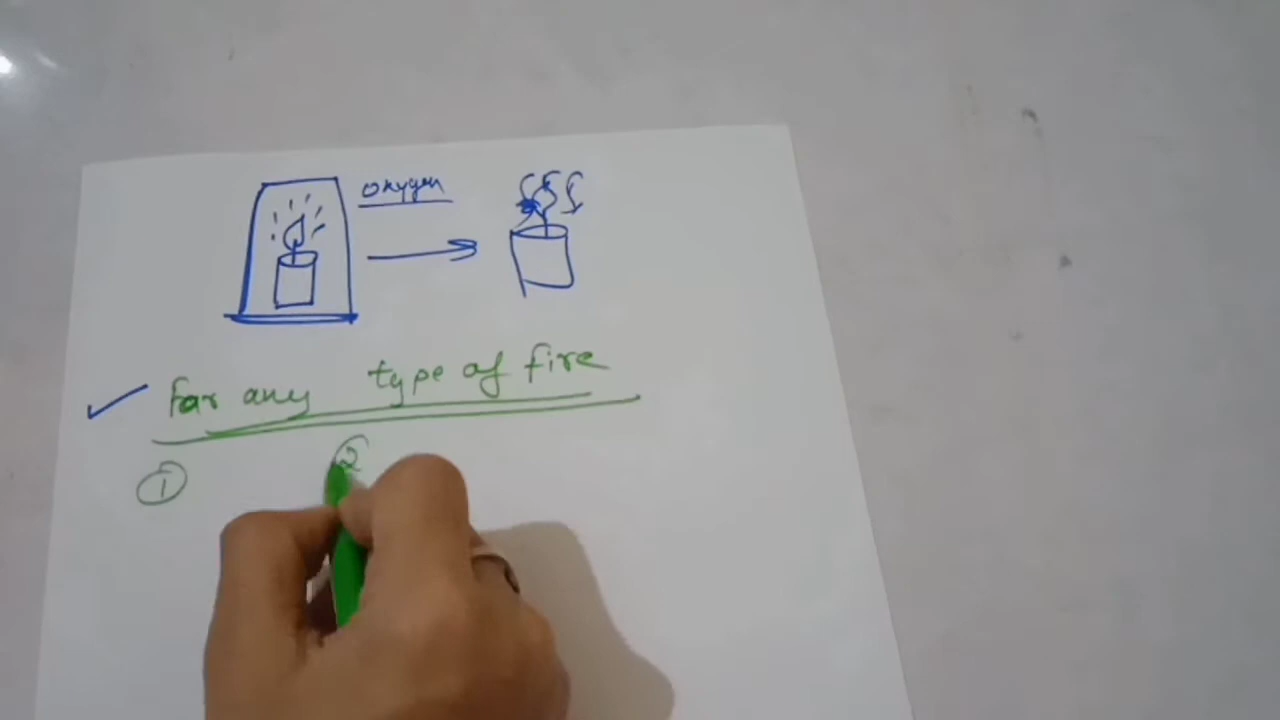 oxygen
For any type of fire
① ②